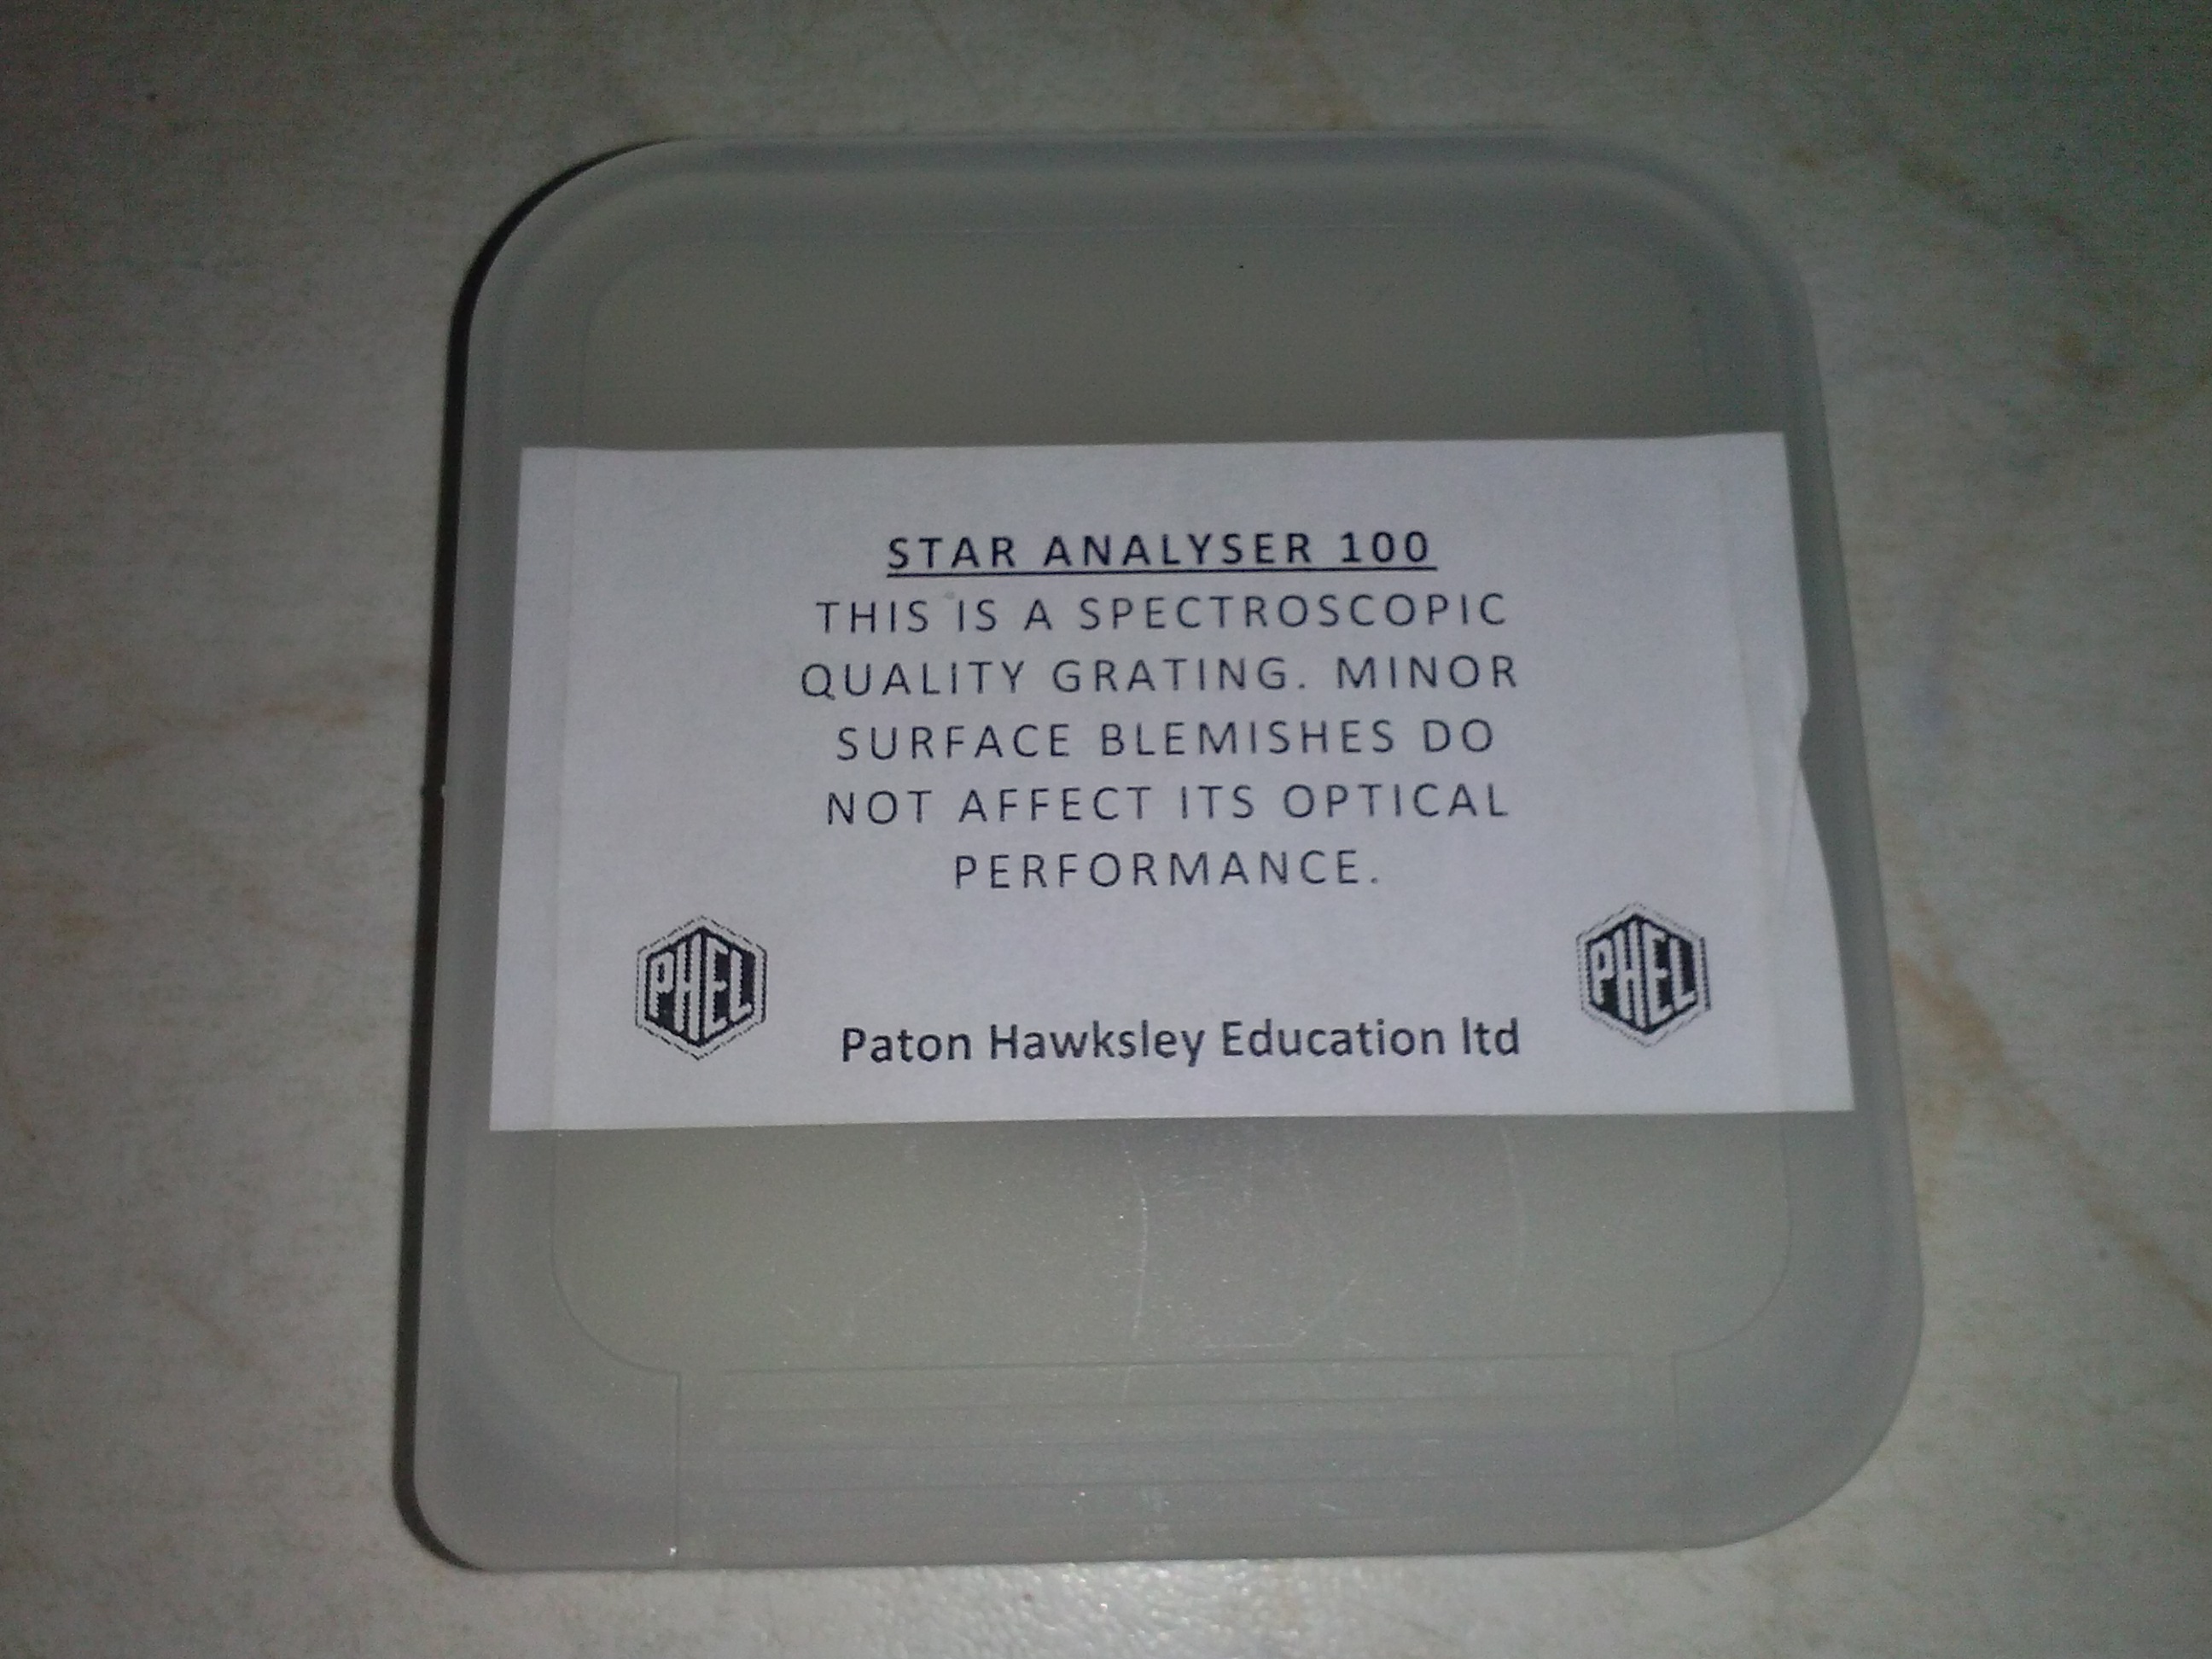 STAR ANALYSER 100
THIS IS A SPECTROSCOPIC
QUALITY GRATING. MINOR
SURFACE BLEMISHES DO
NOT AFFECT ITS OPTICAL
PERFORMANCE.
PHEL
PHEL
Paton Hawksley Education ltd